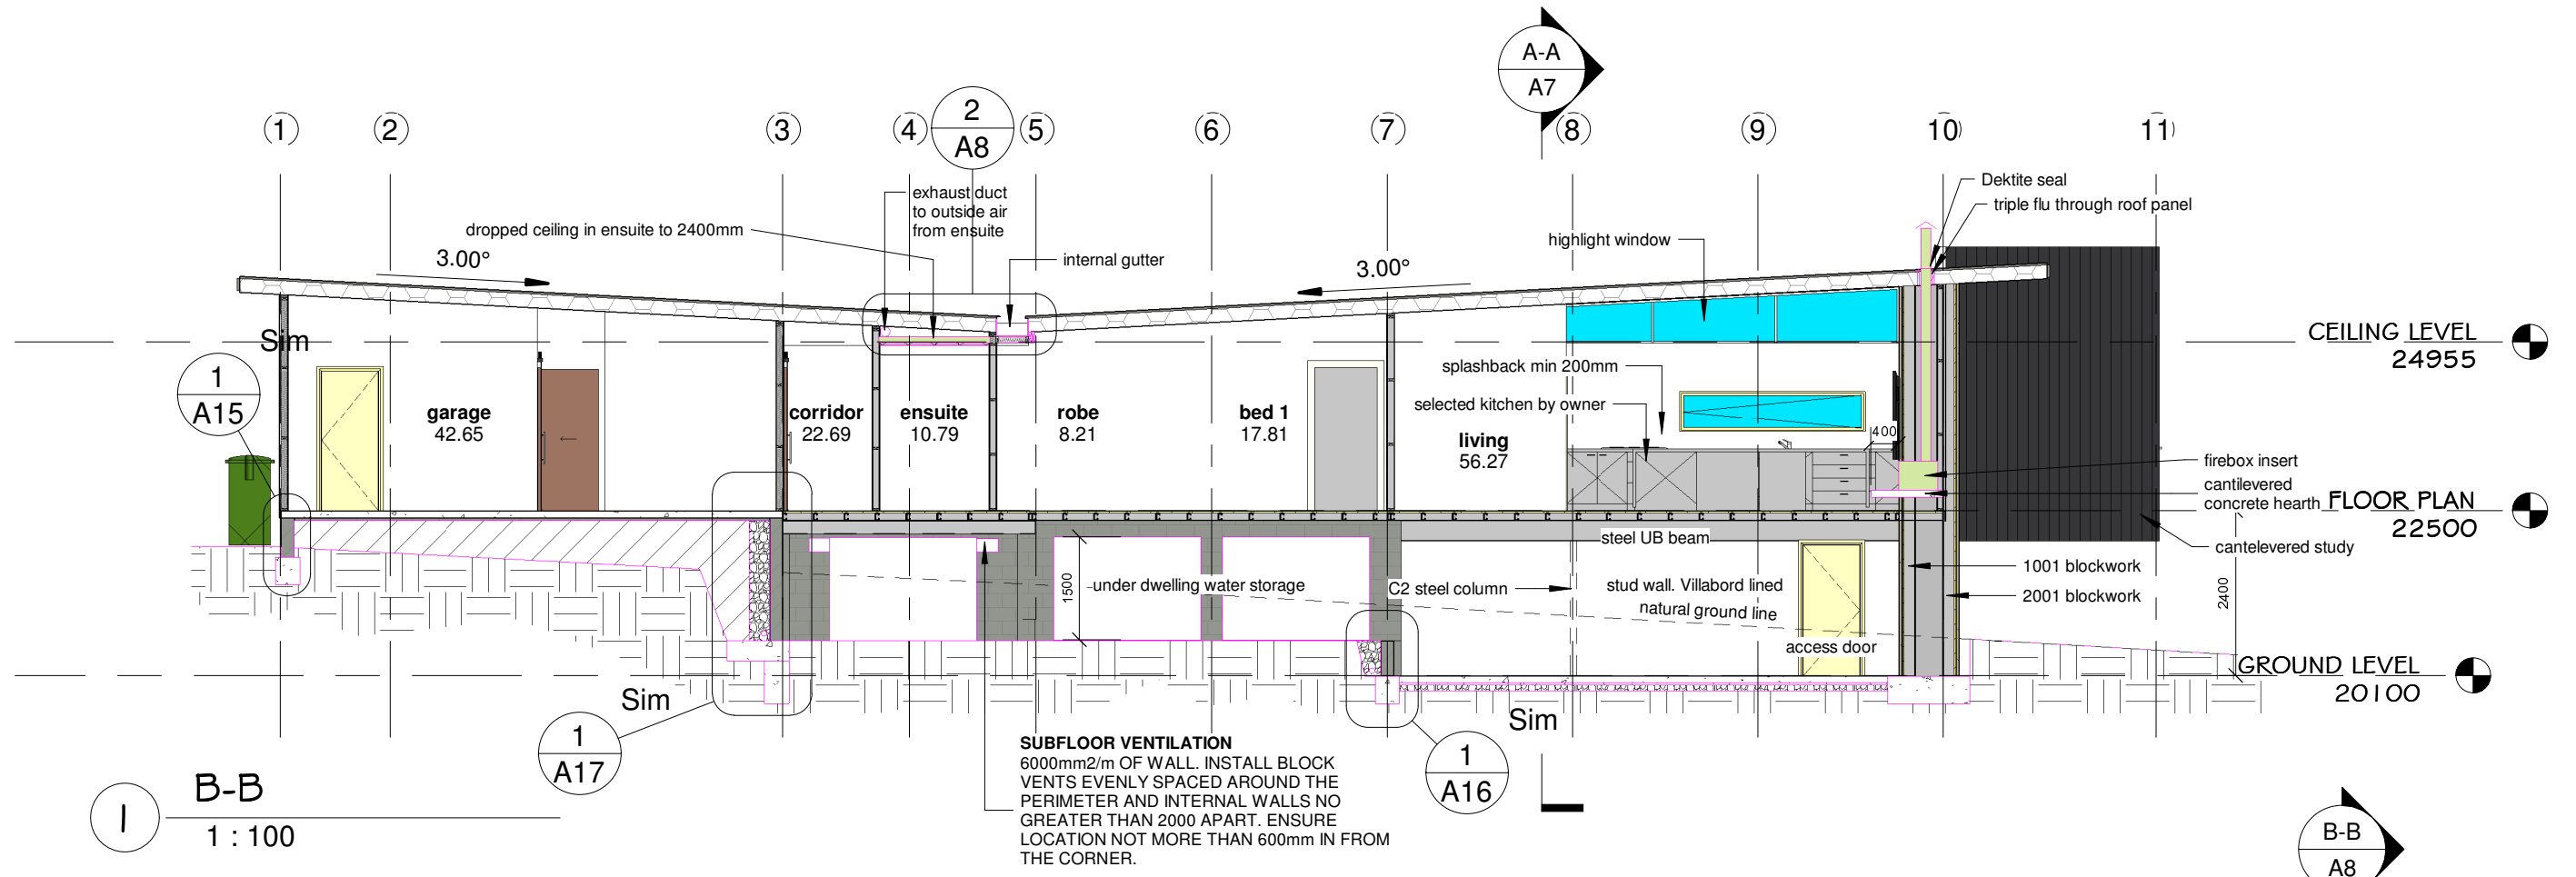 A-A
A7
1
2
3
4
2
A8
5
6
7
8
9
10
11
exhaust duct
to outside air
from ensuite
dropped ceiling in ensuite to 2400mm
internal gutter
3.00°
3.00°
highlight window
Dektite seal
triple flu through roof panel
Sim
1
A15
CEILING LEVEL
24955
splashback min 200mm
selected kitchen by owner
garage
42.65
corridor
22.69
ensuite
10.79
robe
8.21
bed 1
17.81
living
56.27
400
firebox insert
cantilevered
concrete hearth
FLOOR PLAN
22500
steel UB beam
cantelevered study
1001 blockwork
2001 blockwork
1500
under dwelling water storage
C2 steel column
stud wall. Villabord lined
natural ground line
access door
2400
GROUND LEVEL
20100
Sim
Sim
1
A17
1
A16
SUBFLOOR VENTILATION
6000mm2/m OF WALL. INSTALL BLOCK
VENTS EVENLY SPACED AROUND THE
PERIMETER AND INTERNAL WALLS NO
GREATER THAN 2000 APART. ENSURE
LOCATION NOT MORE THAN 600mm IN FROM
THE CORNER.
1
B-B
1 : 100
B-B
A8